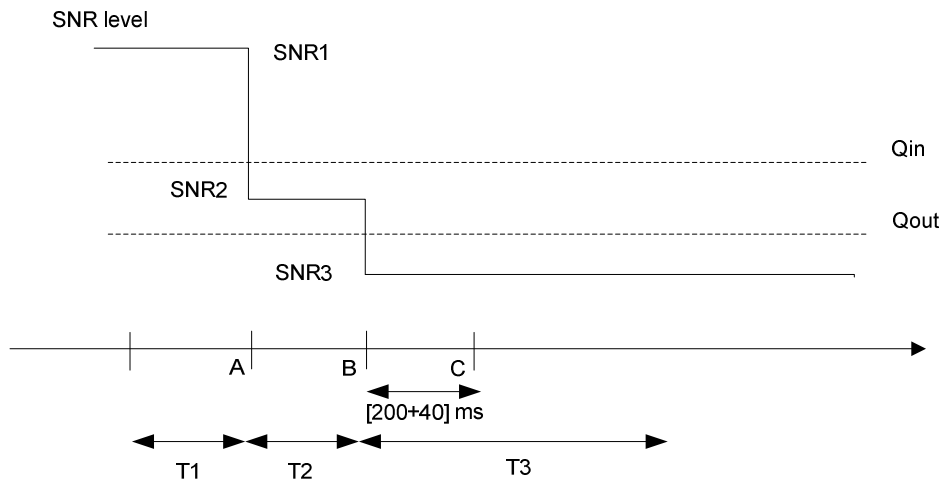 SNR level
SNR1
Qin
SNR2
Qout
SNR3
A
B
C
[200+40] ms
T1
T2
T3